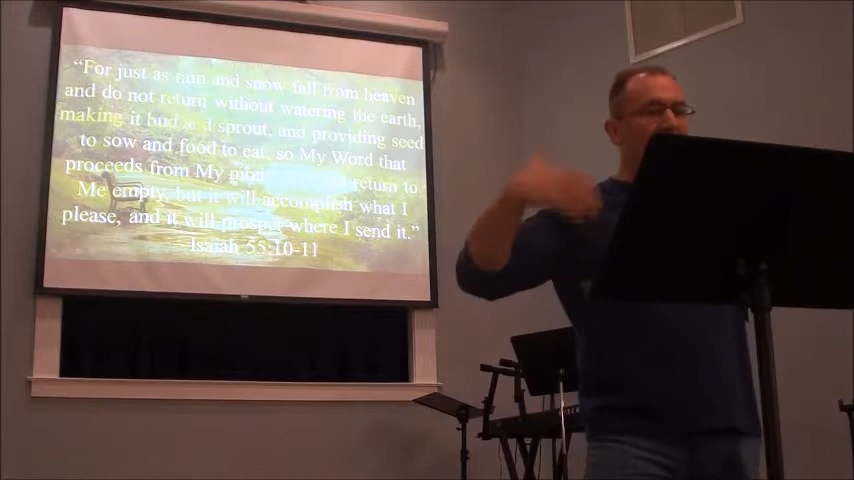 “For just as rain and snow fall from heaven
and do not return without watering the earth,
making it bud and sprout, and providing seed
to sow and food to eat, so My Word that
proceeds from My mouth return to
Me empty, but it will accomplish what I
please, and it will prosper where I send it.”
Isaiah 55:10-11